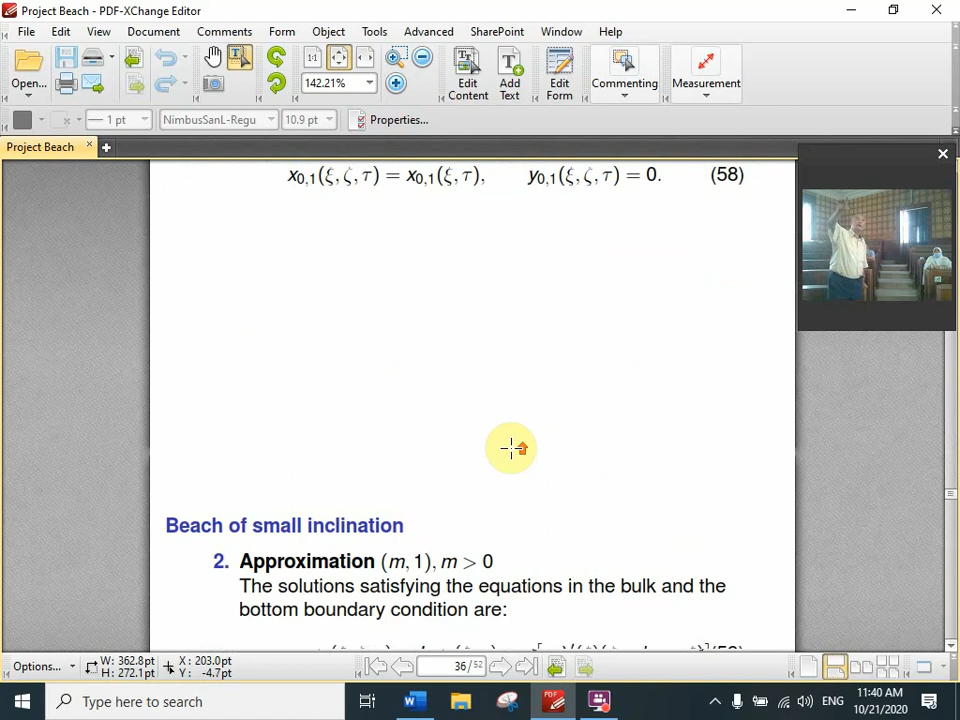 Project Beach - PDF-XChange Editor
File Edit View Document Comments Form Object Tools Advanced SharePoint Window Help
Open... 142.21% Edit Content Add Text Edit Form Commenting Measurement
1 pt NimbusSanL-Regu 10.9 pt Properties...
Project Beach
x₀,₁(ξ, ζ, τ) = x₀,₁(ξ, τ), y₀,₁(ξ, ζ, τ) = 0. (58)
Beach of small inclination
2. Approximation (m, 1), m > 0
The solutions satisfying the equations in the bulk and the
bottom boundary condition are:
Options... W: 362.8pt H: 272.1pt X: 203.0pt Y: -4.7pt 36 / 52
Type here to search ENG 11:40 AM 10/21/2020